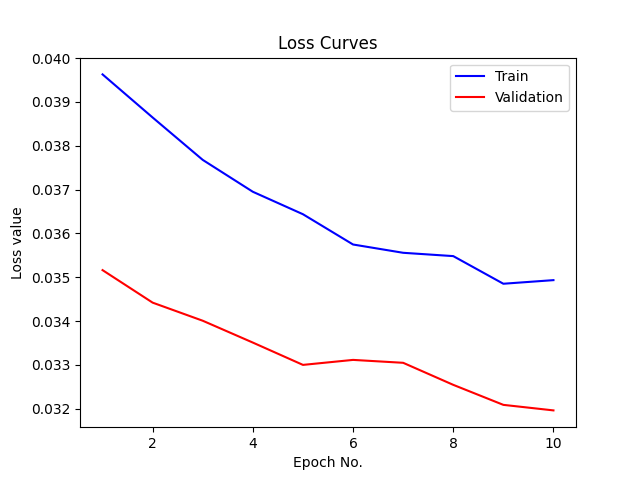 Loss Curves
Train
Validation
Loss value
0.040
0.039
0.038
0.037
0.036
0.035
0.034
0.033
0.032
2 4 6 8 10
Epoch No.